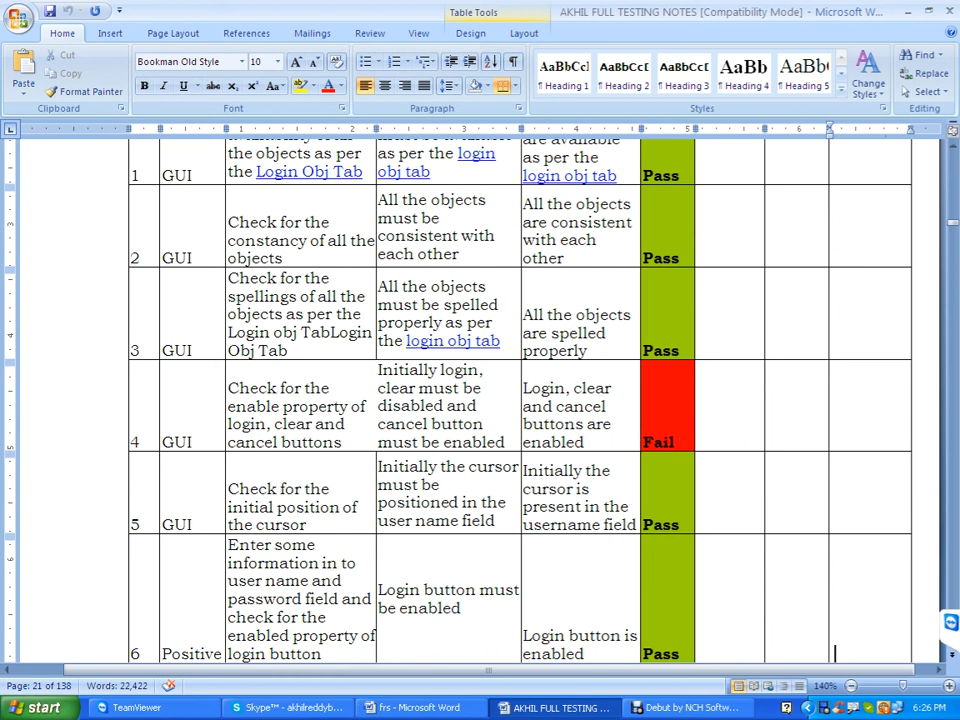 Table Tools
AKHIL FULL TESTING NOTES [Compatibility Mode] - Microsoft Word
Home Insert Page Layout References Mailings Review View Design Layout
Paste
Cut
Copy
Format Painter
Clipboard
Bookman Old Style 10
Font
Paragraph
AaBbCcI AaBbCc AaBbCcI AaBb AaBb(
¶ Heading 1 ¶ Heading 2 ¶ Heading 3 ¶ Heading 4 ¶ Heading 5
Change
Styles
Styles
Find
Replace
Select
Editing
1 GUI
the objects as per
the Login Obj Tab
as per the login
obj tab
are available
as per the
login obj tab
Pass
2 GUI
Check for the
constancy of all the
objects
All the objects
must be
consistent with
each other
All the objects
are consistent
with each
other
Pass
3 GUI
Check for the
spellings of all the
objects as per the
Login obj TabLogin
Obj Tab
All the objects
must be spelled
properly as per
the login obj tab
All the objects
are spelled
properly
Pass
4 GUI
Check for the
enable property of
login, clear and
cancel buttons
Initially login,
clear must be
disabled and
cancel button
must be enabled
Login, clear
and cancel
buttons are
enabled
Fail
5 GUI
Check for the
initial position of
the cursor
Initially the cursor
must be
positioned in the
user name field
Initially the
cursor is
present in the
username field
Pass
6 Positive
Enter some
information in to
user name and
password field and
check for the
enabled property of
login button
Login button must
be enabled
Login button is
enabled
Pass
Page: 21 of 138 Words: 22,422 140%
start TeamViewer Skype™ - akhilreddyb... frs - Microsoft Word AKHIL FULL TESTING ... Debut by NCH Softw... 6:26 PM